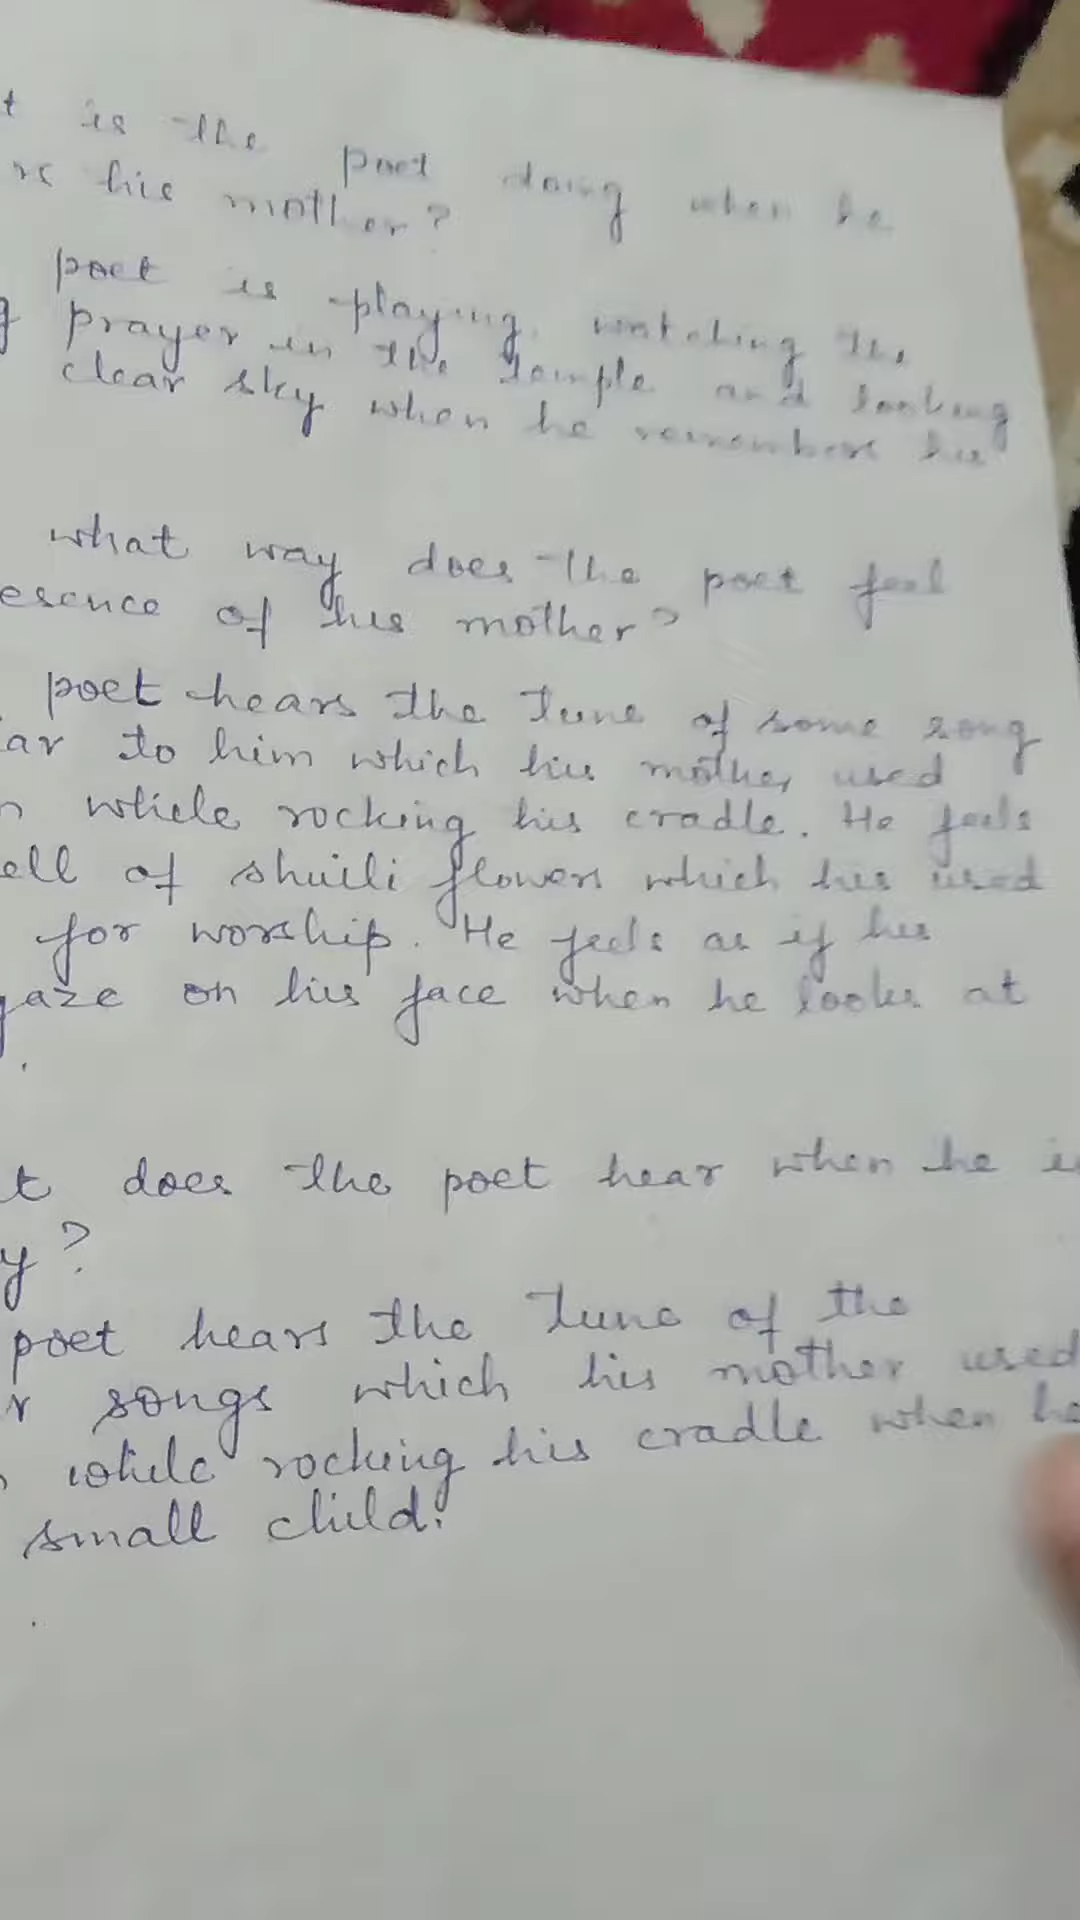 t is the poet doing when he
rs his mother?
poet is playing, watching the
g prayer in the temple and looking
clear sky when he remembers his
what way does the poet feel
esence of his mother?
poet hears the tune of some song
ar to him which his mother used
n while rocking his cradle. He feels
ell of shuili flowers which his used
for worship. He feels as if his
gaze on his face when he looks at
t does the poet hear when he is
y?
poet hears the tune of the
r songs which his mother used
while rocking his cradle when he
small child.